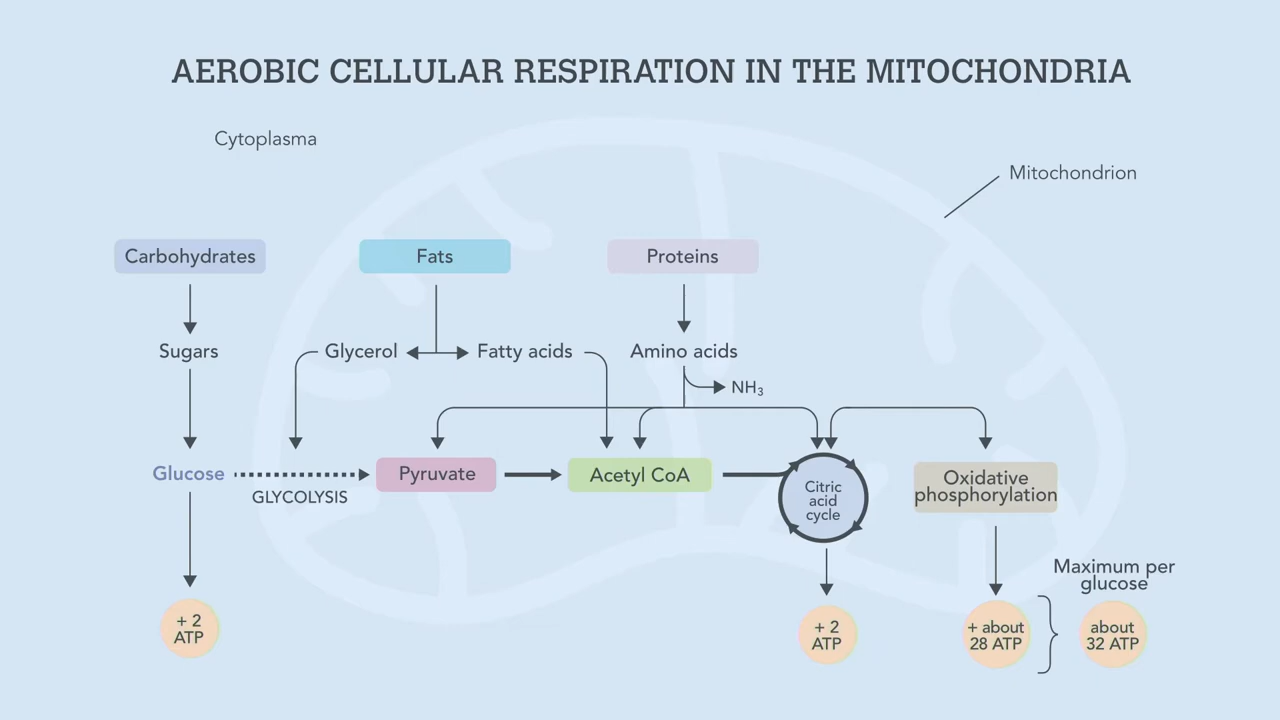 AEROBIC CELLULAR RESPIRATION IN THE MITOCHONDRIA
Cytoplasma
Mitochondrion
Carbohydrates
Fats
Proteins
Sugars
Glycerol
Fatty acids
Amino acids
NH₃
Glucose
GLYCOLYSIS
Pyruvate
Acetyl CoA
Citric
acid
cycle
Oxidative
phosphorylation
Maximum per
glucose
+ 2
ATP
+ 2
ATP
+ about
28 ATP
about
32 ATP